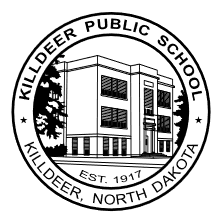 KILLDEER PUBLIC SCHOOL
EST. 1917
KILLDEER, NORTH DAKOTA